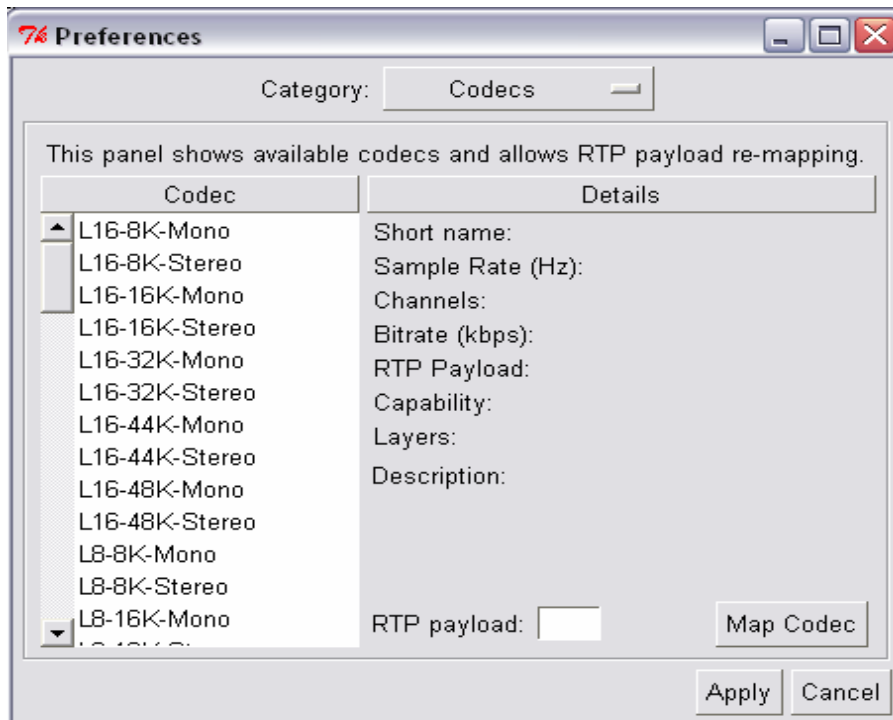 Preferences
Category: Codecs
This panel shows available codecs and allows RTP payload re-mapping.
Codec
Details
L16-8K-Mono
L16-8K-Stereo
L16-16K-Mono
L16-16K-Stereo
L16-32K-Mono
L16-32K-Stereo
L16-44K-Mono
L16-44K-Stereo
L16-48K-Mono
L16-48K-Stereo
L8-8K-Mono
L8-8K-Stereo
L8-16K-Mono
Short name:
Sample Rate (Hz):
Channels:
Bitrate (kbps):
RTP Payload:
Capability:
Layers:
Description:
RTP payload:
Map Codec
Apply Cancel